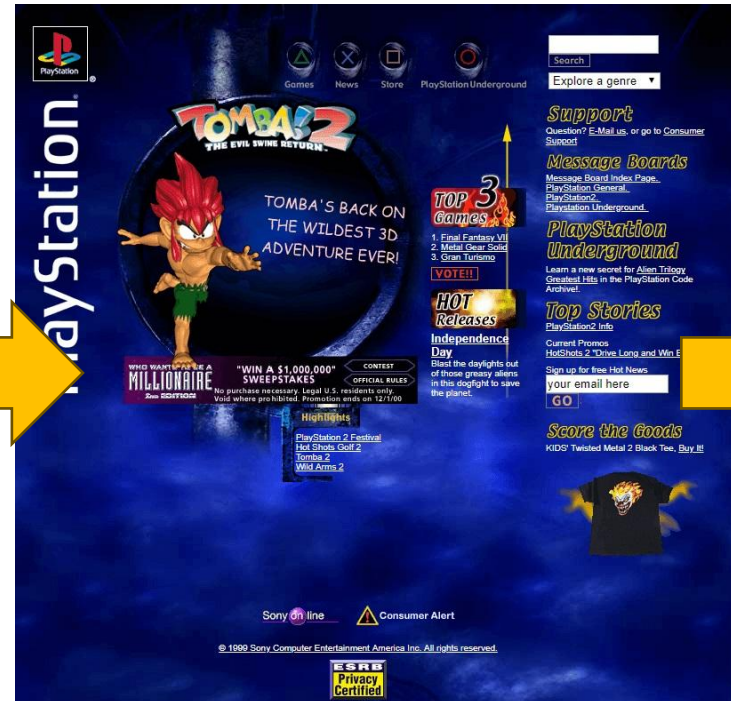 PlayStation
PlayStation
Games
News
Store
PlayStation Underground
Search
Explore a genre
TOMBA! 2
THE EVIL SWINE RETURN
TOMBA'S BACK ON
THE WILDEST 3D
ADVENTURE EVER!
TOP 3
Games
1. Final Fantasy VII
2. Metal Gear Solid
3. Gran Turismo
VOTE!!
HOT
Releases
Independence
Day
Blast the daylights out
of those greasy aliens
in this dogfight to save
the planet.
WHO WANTS TO BE A
MILLIONAIRE
2nd EDITION
"WIN A $1,000,000"
SWEEPSTAKES
CONTEST
OFFICIAL RULES
No purchase necessary. Legal U.S. residents only.
Void where prohibited. Promotion ends on 12/1/00
Highlights
PlayStation 2 Festival
Hot Shots Golf 2
Tomba 2
Wild Arms 2
Support
Question? E-Mail us, or go to Consumer
Support
Message Boards
Message Board Index Page.
PlayStation General.
PlayStation2.
Playstation Underground.
PlayStation
Underground
Learn a new secret for Alien Trilogy
Greatest Hits in the PlayStation Code
Archive!.
Top Stories
PlayStation2 Info
Current Promos
HotShots 2 "Drive Long and Win
Sign up for free Hot News
your email here
GO
Score the Goods
KIDS' Twisted Metal 2 Black Tee, Buy It!
Sony on line
Consumer Alert
© 1999 Sony Computer Entertainment America Inc. All rights reserved.
ESRB
Privacy
Certified